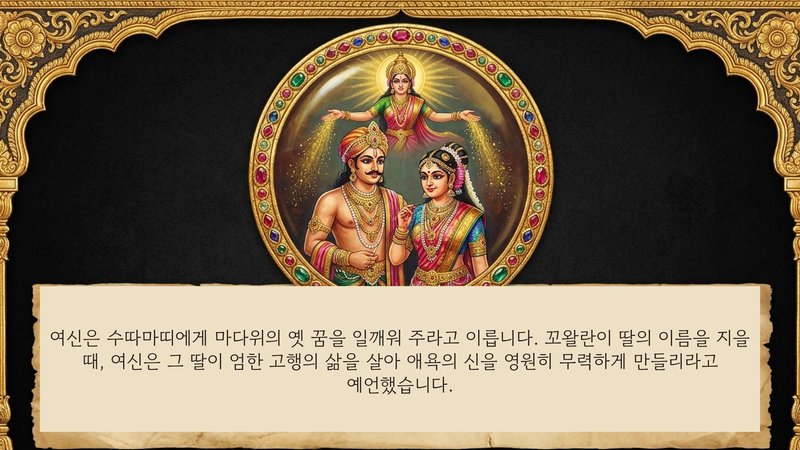 여신은 수따마띠에게 마다위의 옛 꿈을 일깨워 주라고 이릅니다. 꼬왈란이 딸의 이름을 지을
때, 여신은 그 딸이 엄한 고행의 삶을 살아 애욕의 신을 영원히 무력하게 만들리라고
예언했습니다.